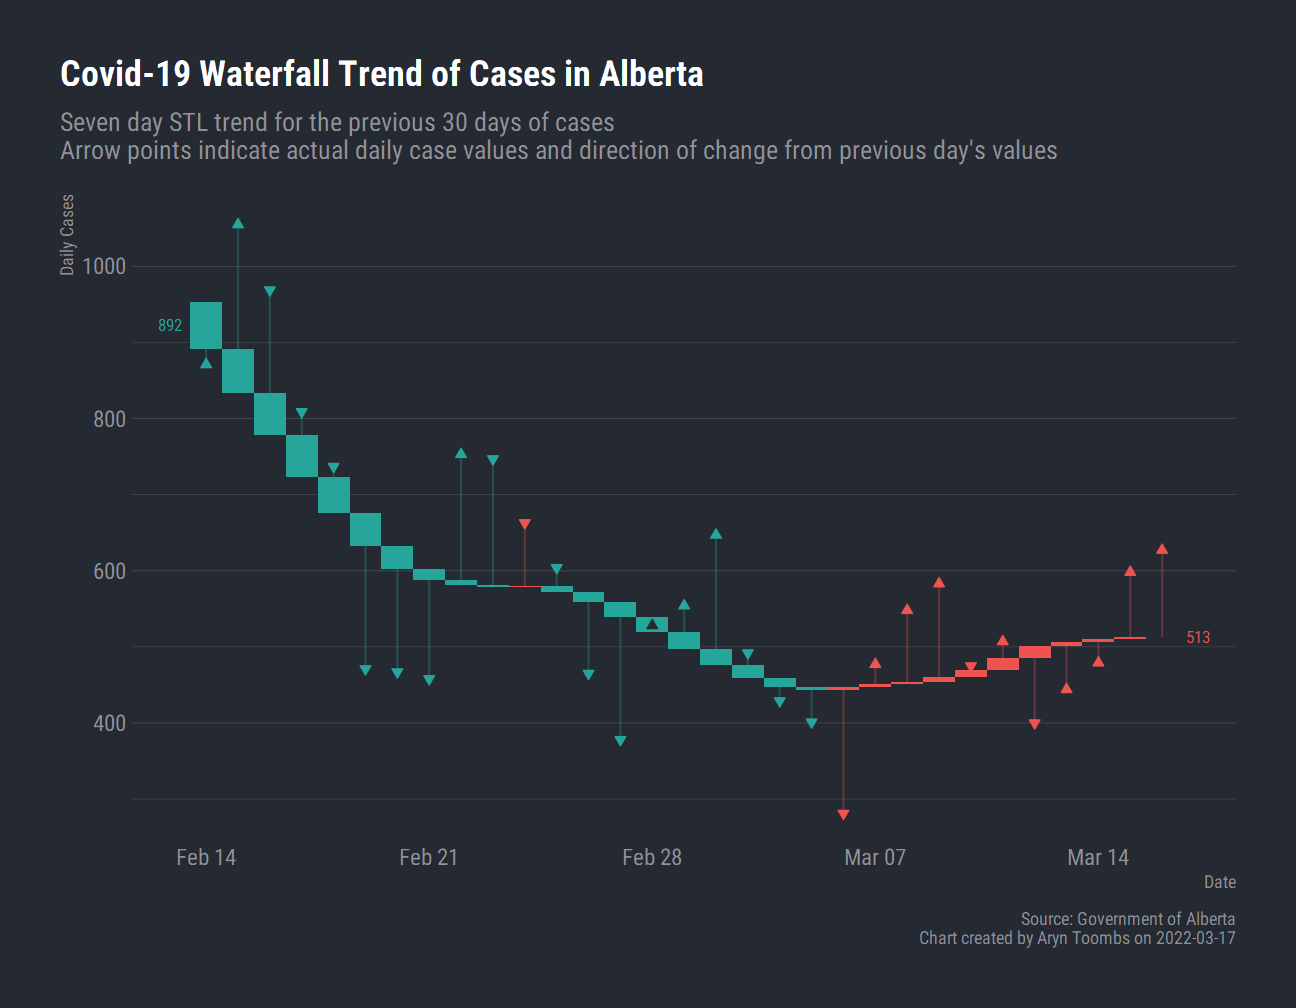 Covid-19 Waterfall Trend of Cases in Alberta
Seven day STL trend for the previous 30 days of cases
Arrow points indicate actual daily case values and direction of change from previous day's values
Daily Cases
1000
892
800
600
513
400
Feb 14
Feb 21
Feb 28
Mar 07
Mar 14
Date
Source: Government of Alberta
Chart created by Aryn Toombs on 2022-03-17